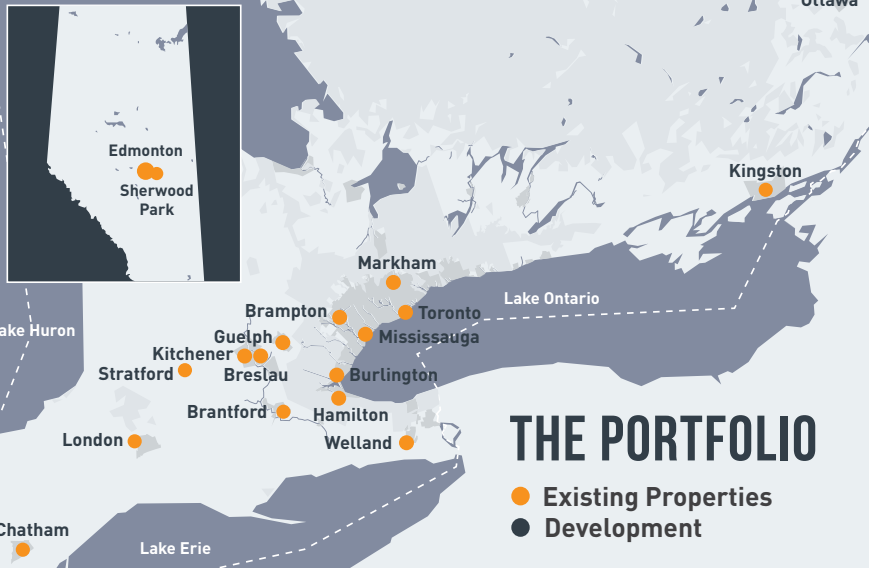 Ottawa
Edmonton
Sherwood
Park
Kingston
Markham
Lake Ontario
Brampton
Toronto
ake Huron
Guelph
Mississauga
Kitchener
Stratford
Breslau
Burlington
Brantford
Hamilton
London
Welland
THE PORTFOLIO
Existing Properties
Development
Chatham
Lake Erie